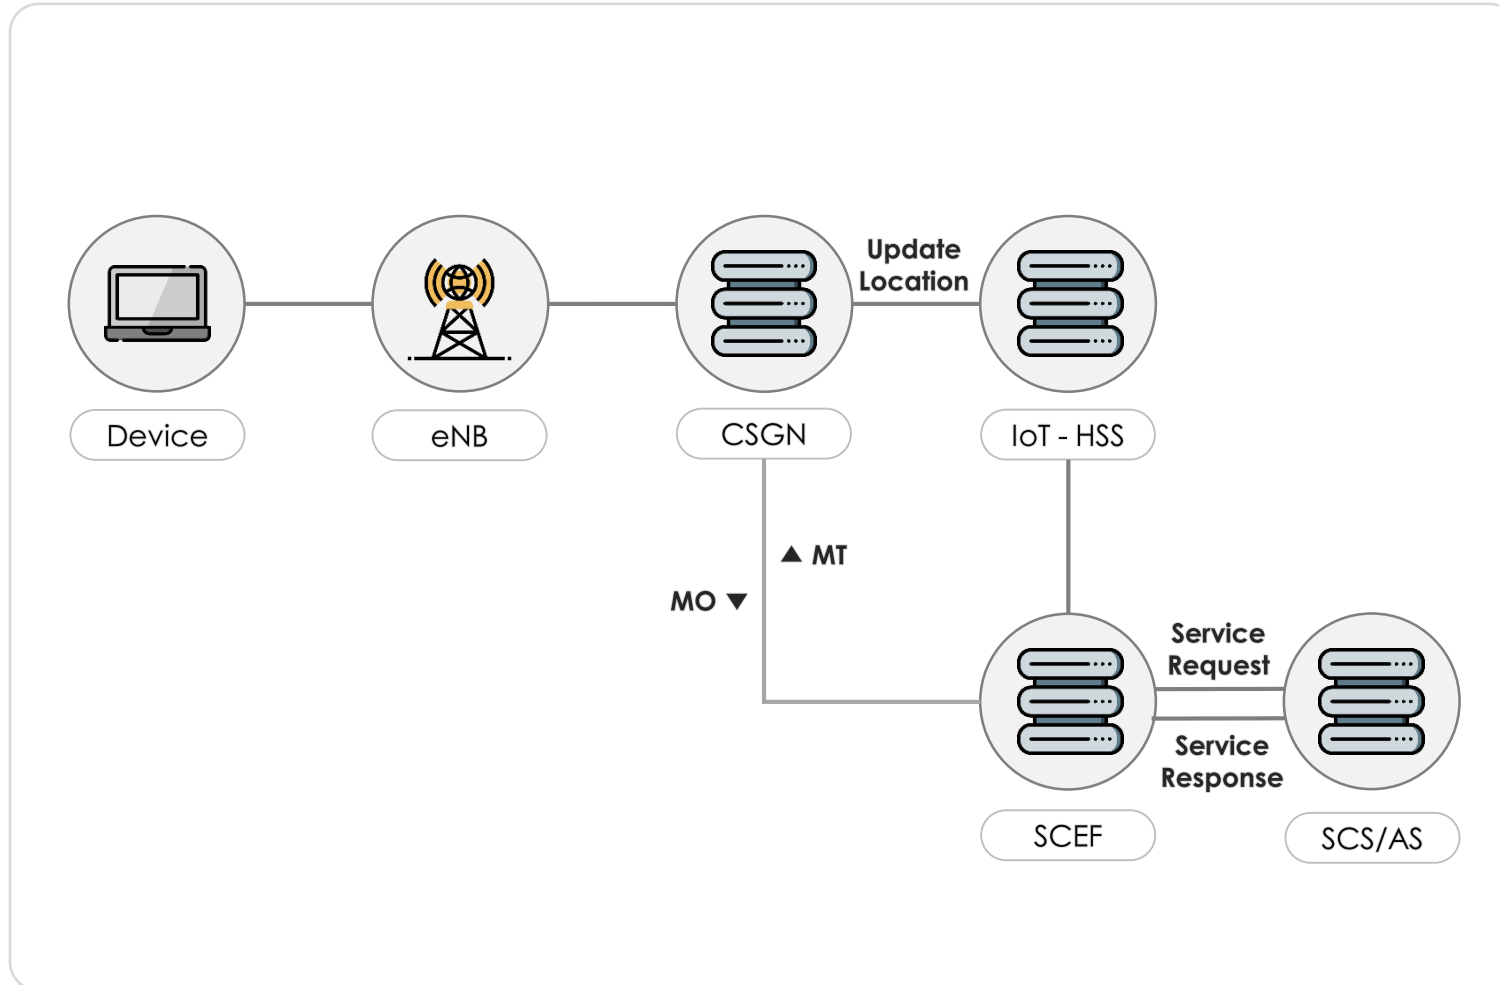 Update
Location
Device
eNB
CSGN
IoT - HSS
▲ MT
MO ▼
Service
Request
Service
Response
SCEF
SCS/AS